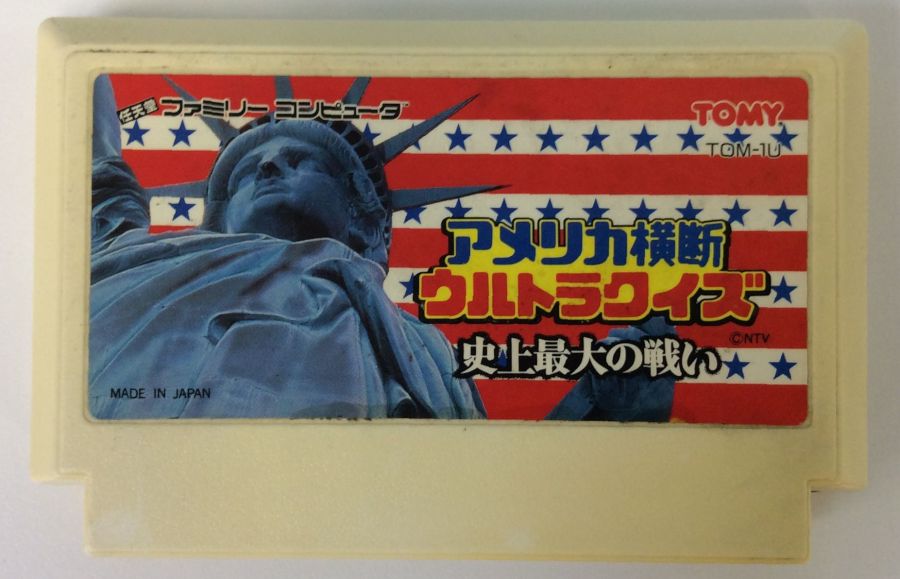 任天堂 ファミリー コンピュータ
TOMY
TOM-1U
アメリカ横断
ウルトラクイズ
©NTV
史上最大の戦い
MADE IN JAPAN